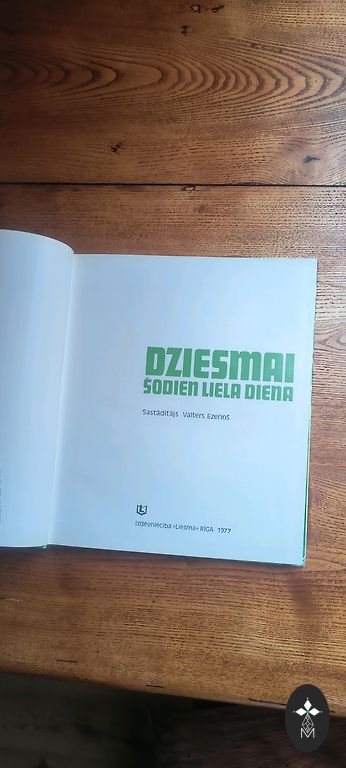 DZIESMAI
ŠODIEN LIELA DIENA
Sastādītājs Valters Ezeriņš
Izdevniecība «Liesma» RĪGA 1977